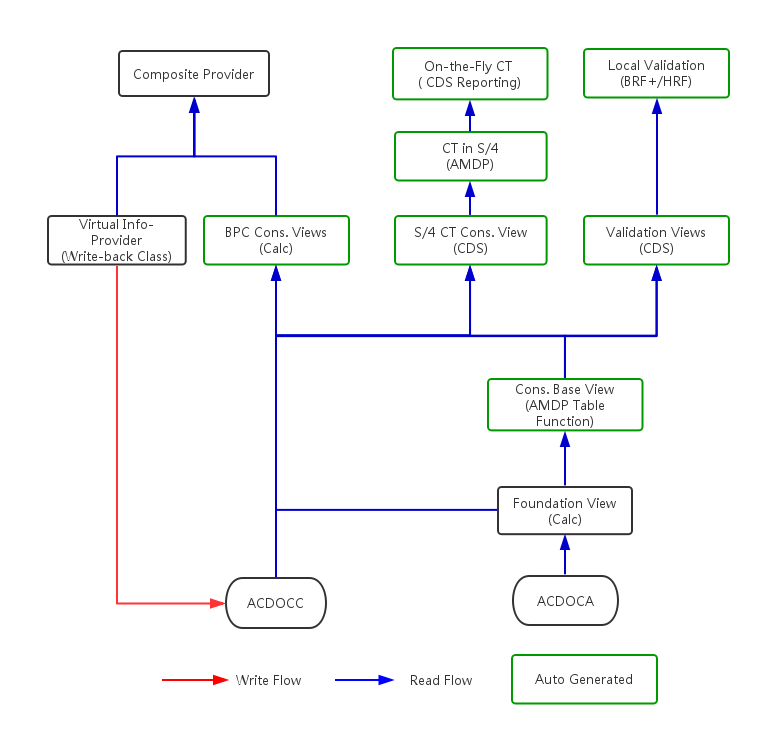 Composite Provider
On-the-Fly CT
( CDS Reporting)
Local Validation
(BRF+/HRF)
CT in S/4
(AMDP)
Virtual Info-
Provider
(Write-back Class)
BPC Cons. Views
(Calc)
S/4 CT Cons. View
(CDS)
Validation Views
(CDS)
Cons. Base View
(AMDP Table
Function)
Foundation View
(Calc)
ACDOCC
ACDOCA
Write Flow
Read Flow
Auto Generated